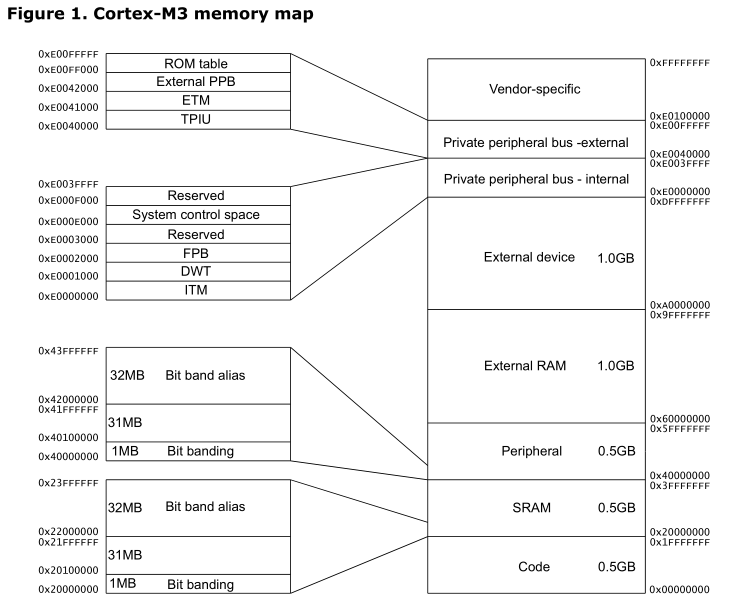 Figure 1. Cortex-M3 memory map
0xE00FFFFF
ROM table
0xE00FF000
External PPB
0xE0042000
ETM
0xE0041000
TPIU
0xE0040000
0xE003FFFF
Reserved
0xE000F000
System control space
0xE000E000
Reserved
0xE0003000
FPB
0xE0002000
DWT
0xE0001000
ITM
0xE0000000
0x43FFFFFF
32MB Bit band alias
0x42000000
0x41FFFFFF
31MB
0x40100000
1MB Bit banding
0x40000000
0x23FFFFFF
32MB Bit band alias
0x22000000
0x21FFFFFF
31MB
0x20100000
1MB Bit banding
0x20000000
0xFFFFFFFF
Vendor-specific
0xE0100000
0xE00FFFFF
Private peripheral bus -external
0xE0040000
0xE003FFFF
Private peripheral bus - internal
0xE0000000
0xDFFFFFFF
External device 1.0GB
0xA0000000
0x9FFFFFFF
External RAM 1.0GB
0x60000000
0x5FFFFFFF
Peripheral 0.5GB
0x40000000
0x3FFFFFFF
SRAM 0.5GB
0x20000000
0x1FFFFFFF
Code 0.5GB
0x00000000